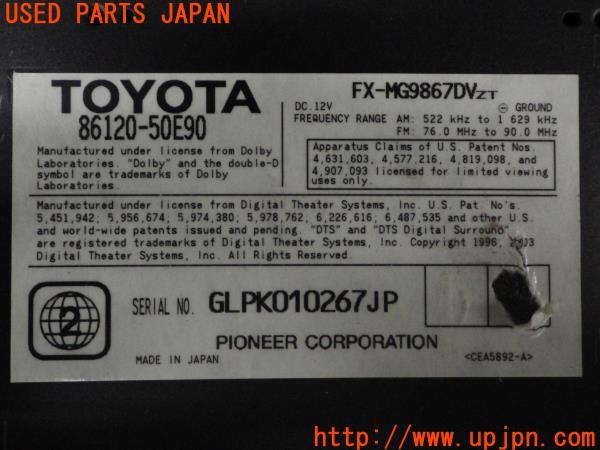 USED PARTS JAPAN
TOYOTA
86120-50E90
FX-MG9867DVZT
DC.12V
⊖ GROUND
FREQUENCY RANGE AM: 522 kHz to 1 629 kHz
FM: 76.0 MHz to 90.0 MHz
Manufactured under license from Dolby
Laboratories. "Dolby" and the double-D
symbol are trademarks of Dolby
Laboratories.
Apparatus Claims of U.S. Patent Nos.
4,631,603, 4,577,216, 4,819,098, and
4,907,093 licensed for limited viewing
uses only.
Manufactured under license from Digital Theater Systems, Inc. U.S. Pat. No's.
5,451,942; 5,956,674; 5,974,380; 5,978,762; 6,226,616; 6,487,535 and other U.S.
and world-wide patents issued and pending. "DTS" and "DTS Digital Surround"
are registered trademarks of Digital Theater Systems, Inc. Copyright 1996,
Digital Theater Systems, Inc. All Rights Reserved.
2
SERIAL NO. GLPK010267JP
PIONEER CORPORATION
MADE IN JAPAN
<CEA5892-A>
http://www.upjpn.com/